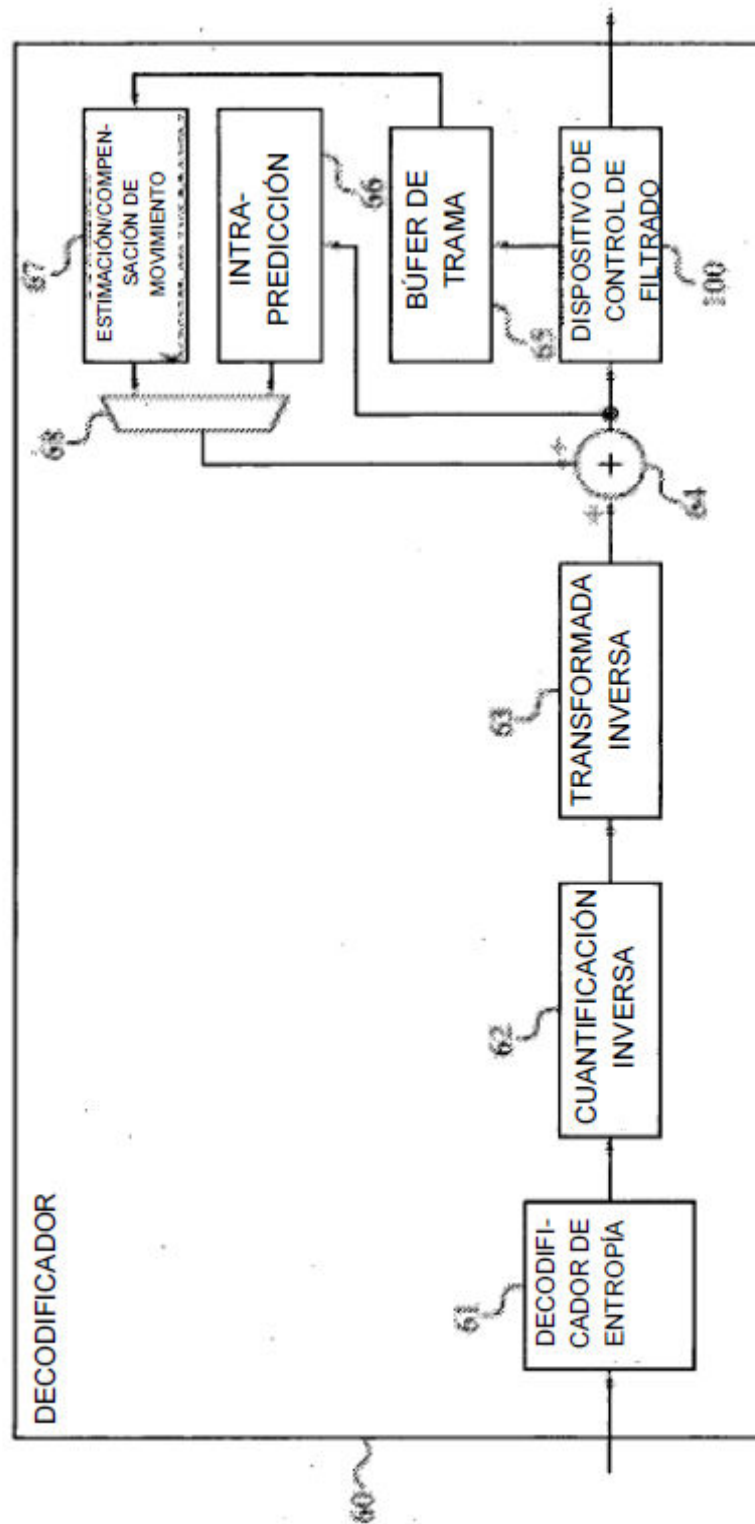 DECODIFICADOR
60
61
DECODIFI-
CADOR DE
ENTROPÍA
62
CUANTIFICACIÓN
INVERSA
63
TRANSFORMADA
INVERSA
+
+
+
64
68
67
ESTIMACIÓN/COMPEN-
SACIÓN DE
MOVIMIENTO
INTRA-
PREDICCIÓN
66
BÚFER DE
TRAMA
65
DISPOSITIVO DE
CONTROL DE
FILTRADO
100